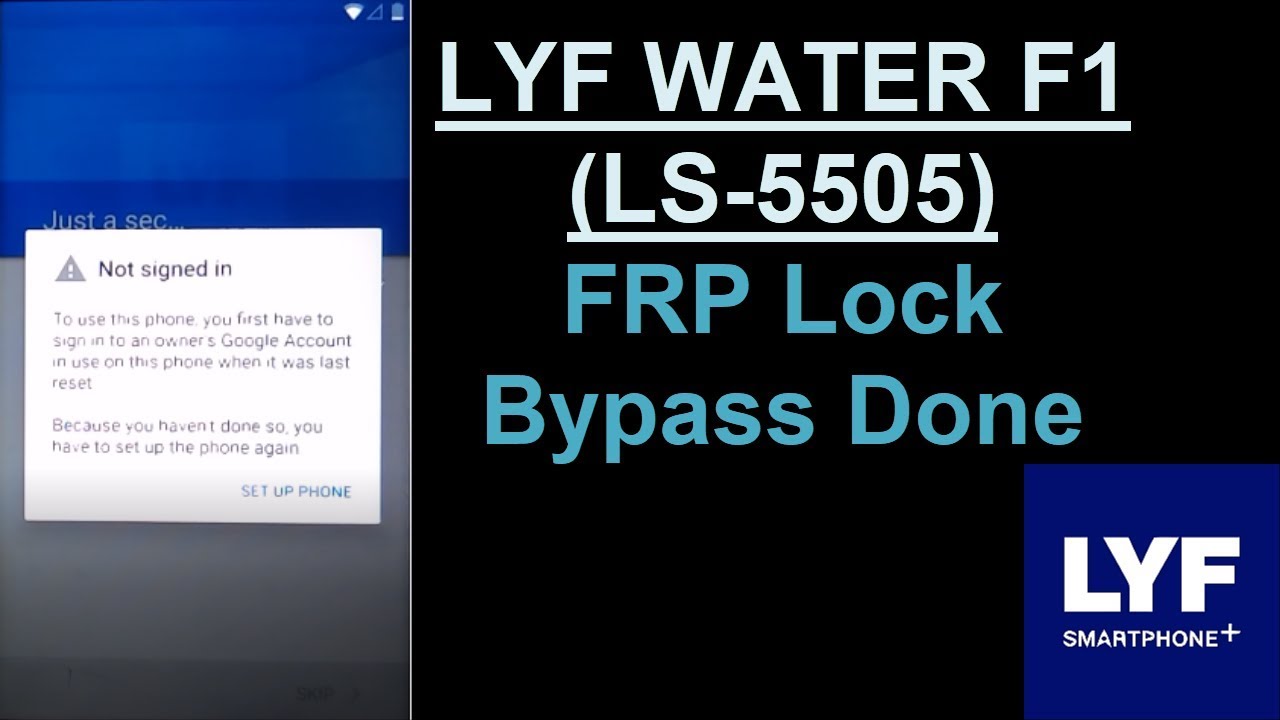 Just a sec...
Not signed in
To use this phone, you first have to
sign in to an owner's Google Account
in use on this phone when it was last
reset
Because you haven't done so, you
have to set up the phone again
SET UP PHONE
SKIP
LYF WATER F1
(LS-5505)
FRP Lock
Bypass Done
LYF
SMARTPHONE+